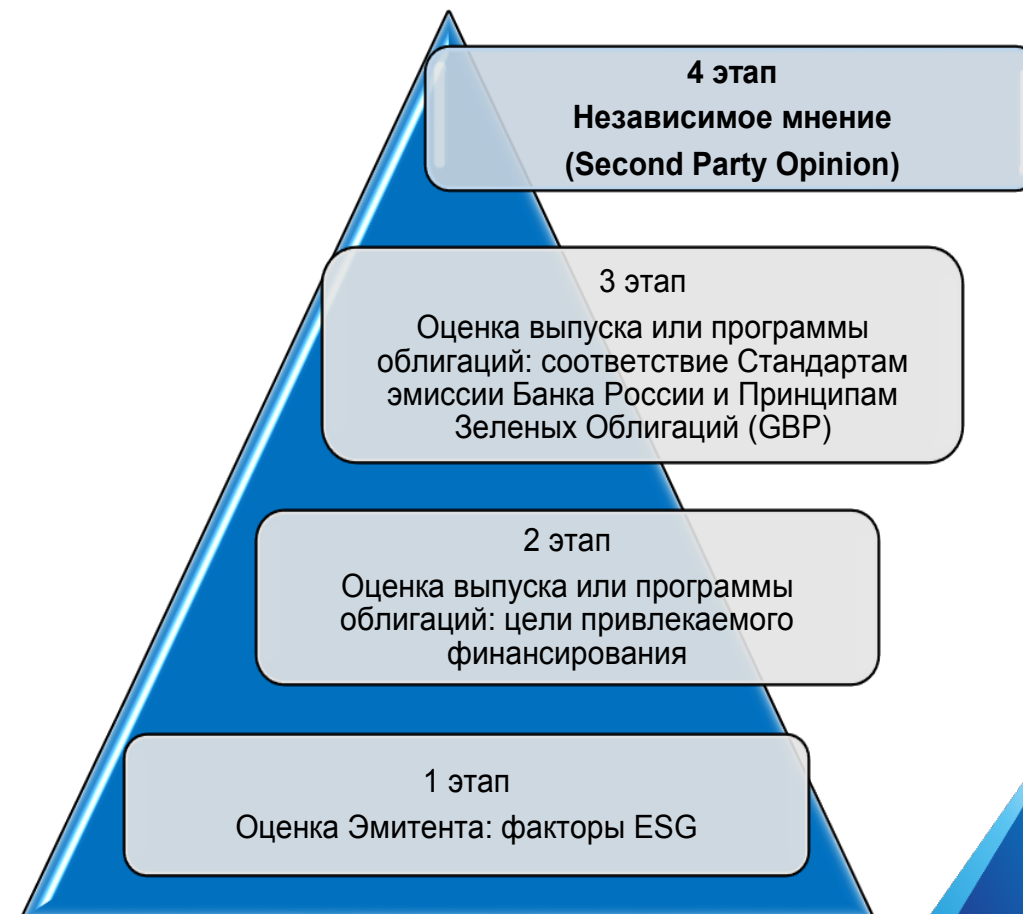 4 этап
Независимое мнение
(Second Party Opinion)
3 этап
Оценка выпуска или программы
облигаций: соответствие Стандартам
эмиссии Банка России и Принципам
Зеленых Облигаций (GBP)
2 этап
Оценка выпуска или программы
облигаций: цели привлекаемого
финансирования
1 этап
Оценка Эмитента: факторы ESG